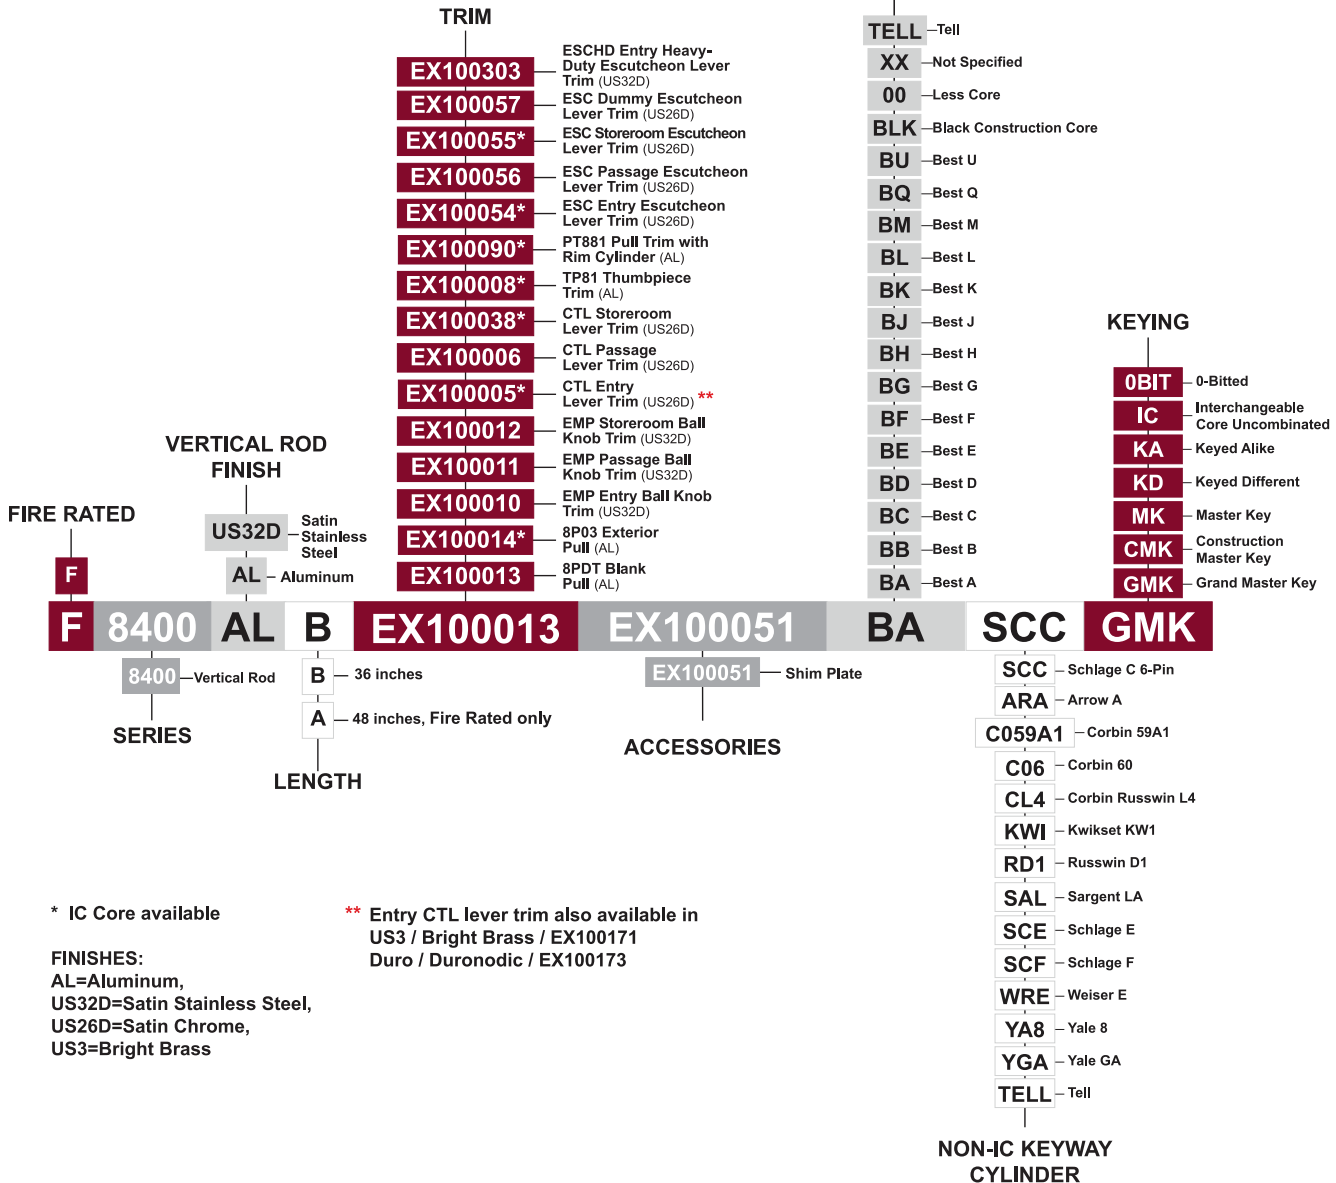 TRIM
EX100303
ESCHD Entry Heavy-
Duty Escutcheon Lever
Trim (US32D)
EX100057
ESC Dummy Escutcheon
Lever Trim (US26D)
EX100055*
ESC Storeroom Escutcheon
Lever Trim (US26D)
EX100056
ESC Passage Escutcheon
Lever Trim (US26D)
EX100054*
ESC Entry Escutcheon
Lever Trim (US26D)
EX100090*
PT881 Pull Trim with
Rim Cylinder (AL)
EX100008*
TP81 Thumbpiece
Trim (AL)
EX100038*
CTL Storeroom
Lever Trim (US26D)
EX100006
CTL Passage
Lever Trim (US26D)
EX100005*
CTL Entry
Lever Trim (US26D) **
EX100012
EMP Storeroom Ball
Knob Trim (US32D)
EX100011
EMP Passage Ball
Knob Trim (US32D)
EX100010
EMP Entry Ball Knob
Trim (US32D)
EX100014*
8P03 Exterior
Pull (AL)
EX100013
8PDT Blank
Pull (AL)
TELL Tell
XX Not Specified
00 Less Core
BLK Black Construction Core
BU Best U
BQ Best Q
BM Best M
BL Best L
BK Best K
BJ Best J
BH Best H
BG Best G
BF Best F
BE Best E
BD Best D
BC Best C
BB Best B
BA Best A
KEYING
0BIT 0-Bitted
IC Interchangeable
Core Uncombinated
KA Keyed Alike
KD Keyed Different
MK Master Key
CMK Construction
Master Key
GMK Grand Master Key
VERTICAL ROD
FINISH
US32D Satin
Stainless
Steel
AL Aluminum
FIRE RATED
F
F 8400 AL B EX100013 EX100051 BA SCC GMK
8400 Vertical Rod
SERIES
B 36 inches
A 48 inches, Fire Rated only
LENGTH
EX100051 Shim Plate
ACCESSORIES
SCC Schlage C 6-Pin
ARA Arrow A
C059A1 Corbin 59A1
C06 Corbin 60
CL4 Corbin Russwin L4
KWI Kwikset KW1
RD1 Russwin D1
SAL Sargent LA
SCE Schlage E
SCF Schlage F
WRE Weiser E
YA8 Yale 8
YGA Yale GA
TELL Tell
NON-IC KEYWAY
CYLINDER
* IC Core available
** Entry CTL lever trim also available in
US3 / Bright Brass / EX100171
Duro / Duronodic / EX100173
FINISHES:
AL=Aluminum,
US32D=Satin Stainless Steel,
US26D=Satin Chrome,
US3=Bright Brass